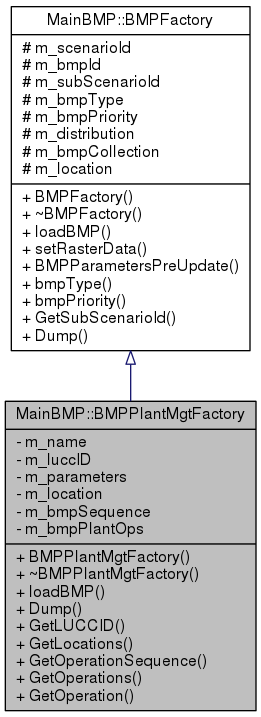 MainBMP::BMPFactory
# m_scenarioId
# m_bmpId
# m_subScenarioId
# m_bmpType
# m_bmpPriority
# m_distribution
# m_bmpCollection
# m_location
+ BMPFactory()
+ ~BMPFactory()
+ loadBMP()
+ setRasterData()
+ BMPParametersPreUpdate()
+ bmpType()
+ bmpPriority()
+ GetSubScenarioId()
+ Dump()
MainBMP::BMPPlantMgtFactory
- m_name
- m_luccID
- m_parameters
- m_location
- m_bmpSequence
- m_bmpPlantOps
+ BMPPlantMgtFactory()
+ ~BMPPlantMgtFactory()
+ loadBMP()
+ Dump()
+ GetLUCCID()
+ GetLocations()
+ GetOperationSequence()
+ GetOperations()
+ GetOperation()